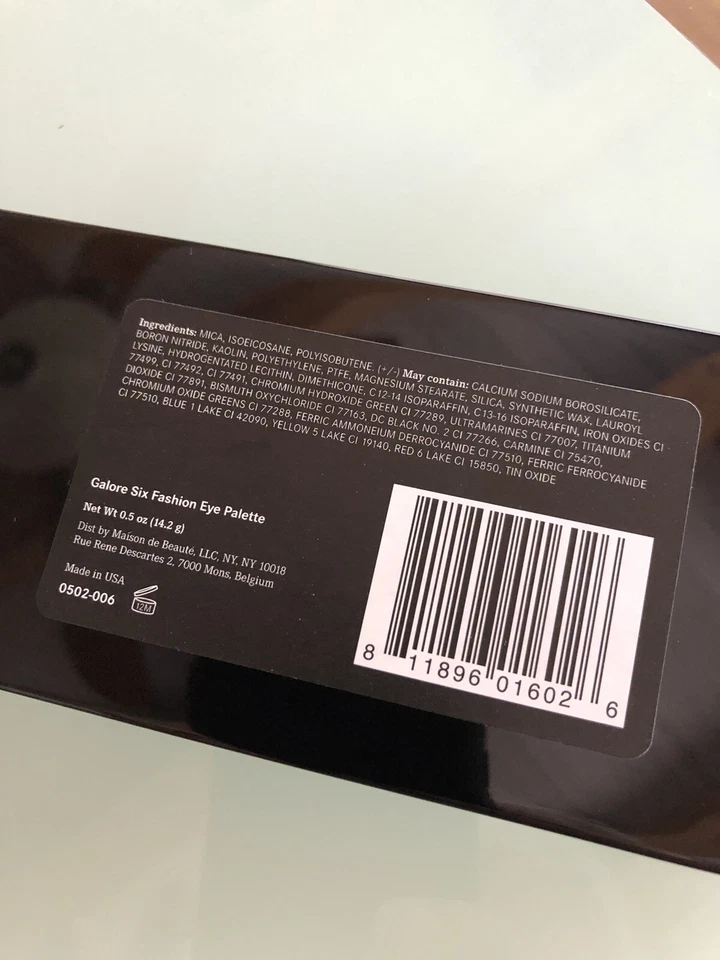 Ingredients: MICA, ISOEICOSANE, POLYISOBUTENE. (+/-) May contain: CALCIUM SODIUM BOROSILICATE,
BORON NITRIDE, KAOLIN, POLYETHYLENE, PTFE, MAGNESIUM STEARATE, SILICA, SYNTHETIC WAX, LAUROYL
LYSINE, HYDROGENTATED LECITHIN, DIMETHICONE, C12-14 ISOPARAFFIN, C13-16 ISOPARAFFIN, IRON OXIDES CI
77499, CI 77492, CI 77491, CHROMIUM HYDROXIDE GREEN CI 77289, ULTRAMARINES CI 77007, TITANIUM
DIOXIDE CI 77891, BISMUTH OXYCHLORIDE CI 77163, DC BLACK NO. 2 CI 77266, CARMINE CI 75470,
CHROMIUM OXIDE GREENS CI 77288, FERRIC AMMONEIUM DERROCYANIDE CI 77510, FERRIC FERROCYANIDE
CI 77510, BLUE 1 LAKE CI 42090, YELLOW 5 LAKE CI 19140, RED 6 LAKE CI 15850, TIN OXIDE
Galore Six Fashion Eye Palette
Net Wt 0.5 oz (14.2 g)
Dist by Maison de Beauté, LLC, NY, NY 10018
Rue Rene Descartes 2, 7000 Mons, Belgium
Made in USA
0502-006
12M
8 11896 01602 6